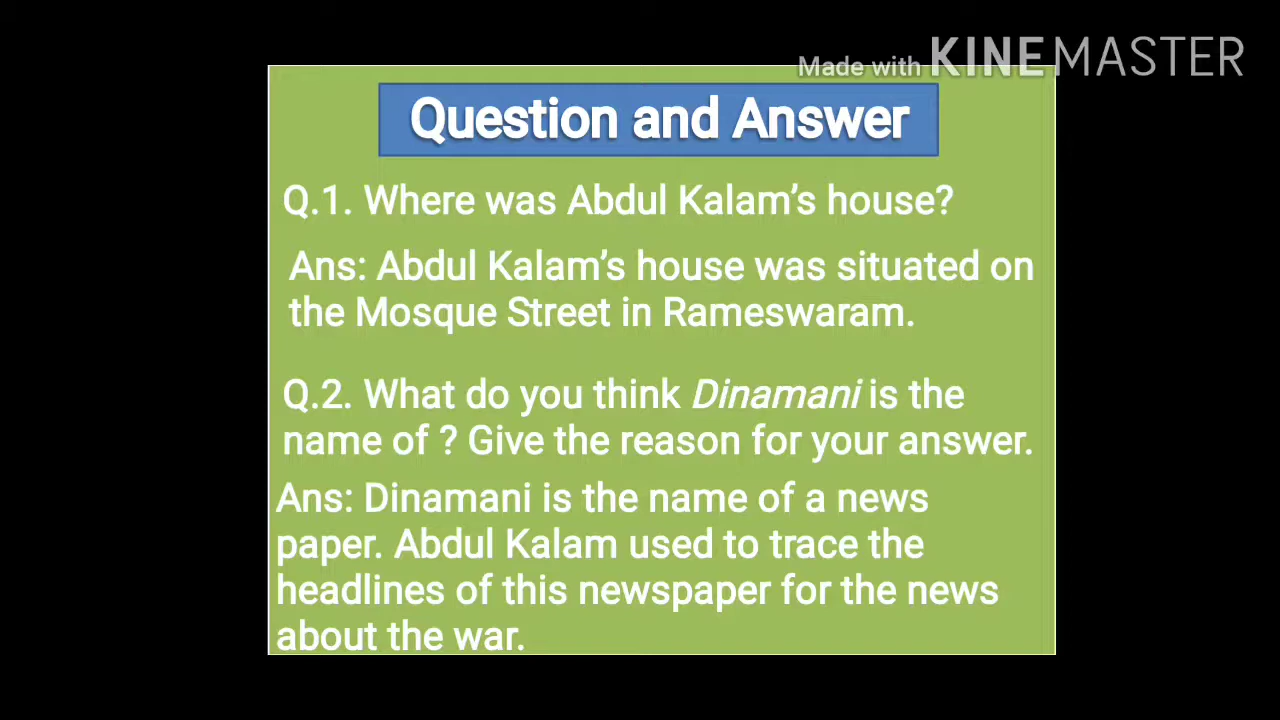 Made with KINEMASTER
Question and Answer
Q.1. Where was Abdul Kalam’s house?
Ans: Abdul Kalam’s house was situated on
the Mosque Street in Rameswaram.
Q.2. What do you think Dinamani is the
name of ? Give the reason for your answer.
Ans: Dinamani is the name of a news
paper. Abdul Kalam used to trace the
headlines of this newspaper for the news
about the war.